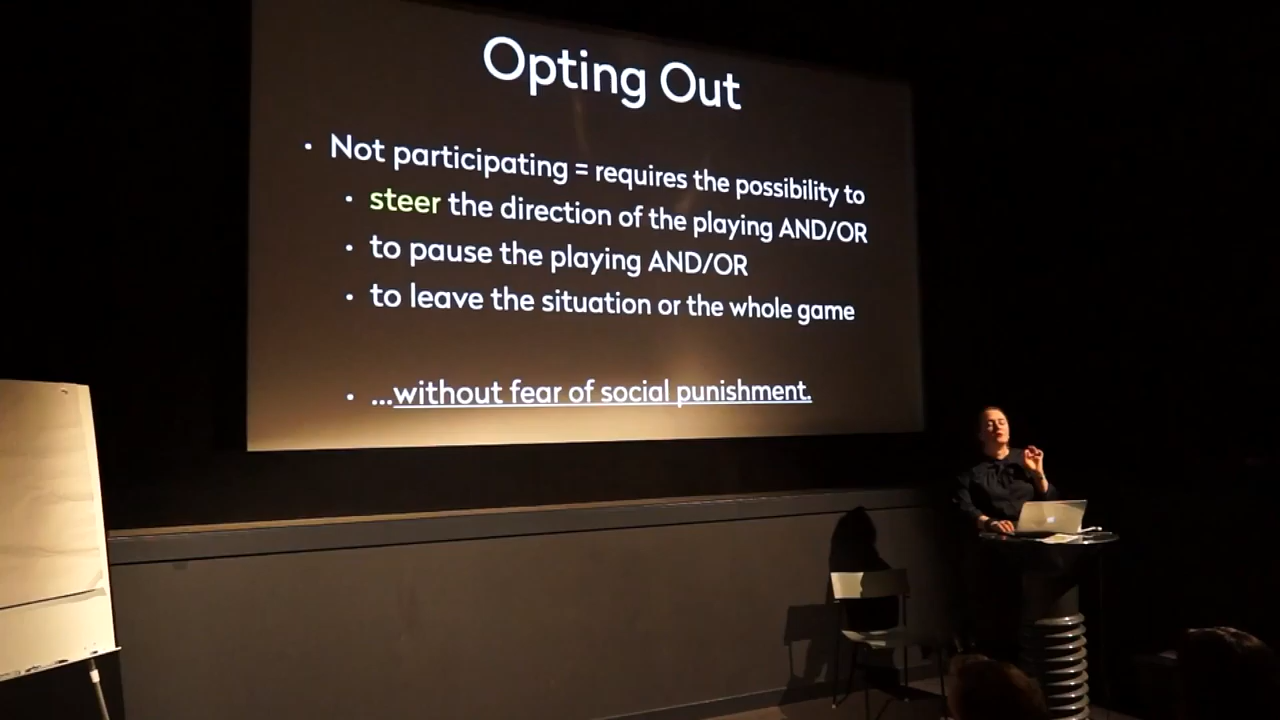 Opting Out
• Not participating = requires the possibility to
• steer the direction of the playing AND/OR
• to pause the playing AND/OR
• to leave the situation or the whole game
• ...without fear of social punishment.